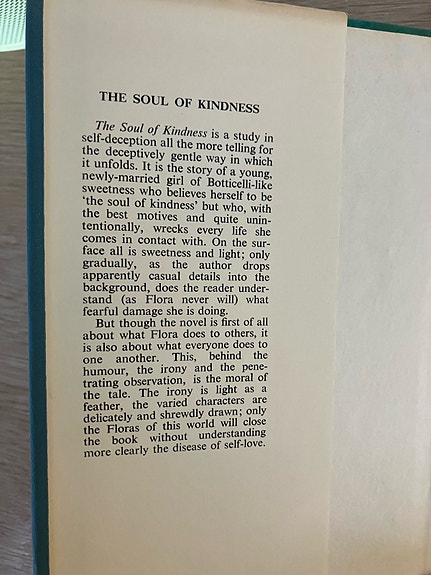 THE SOUL OF KINDNESS
The Soul of Kindness is a study in
self-deception all the more telling for
the deceptively gentle way in which
it unfolds. It is the story of a young,
newly-married girl of Botticelli-like
sweetness who believes herself to be
'the soul of kindness' but who, with
the best motives and quite unin-
tentionally, wrecks every life she
comes in contact with. On the sur-
face all is sweetness and light; only
gradually, as the author drops
apparently casual details into the
background, does the reader under-
stand (as Flora never will) what
fearful damage she is doing.
But though the novel is first of all
about what Flora does to others, it
is also about what everyone does to
one another. This, behind the
humour, the irony and the pene-
trating observation, is the moral of
the tale. The irony is light as a
feather, the varied characters are
delicately and shrewdly drawn; only
the Floras of this world will close
the book without understanding
more clearly the disease of self-love.